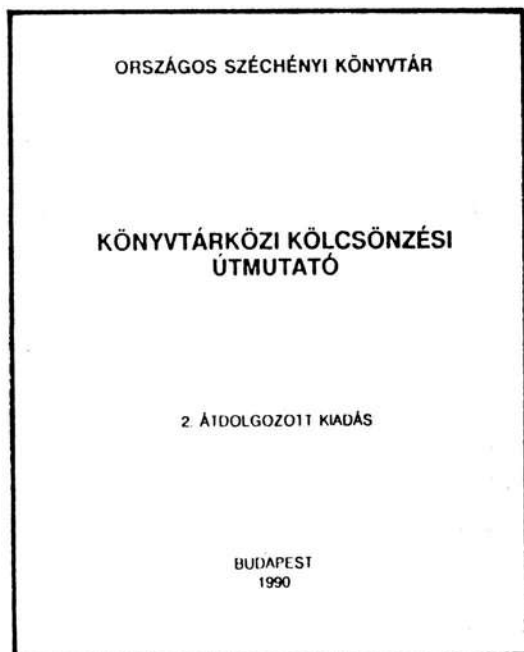 ORSZÁGOS SZÉCHÉNYI KÖNYVTÁR
KÖNYVTÁRKÖZI KÖLCSÖNZÉSI
ÚTMUTATÓ
2. ÁTDOLGOZOTT KIADÁS
BUDAPEST
1990